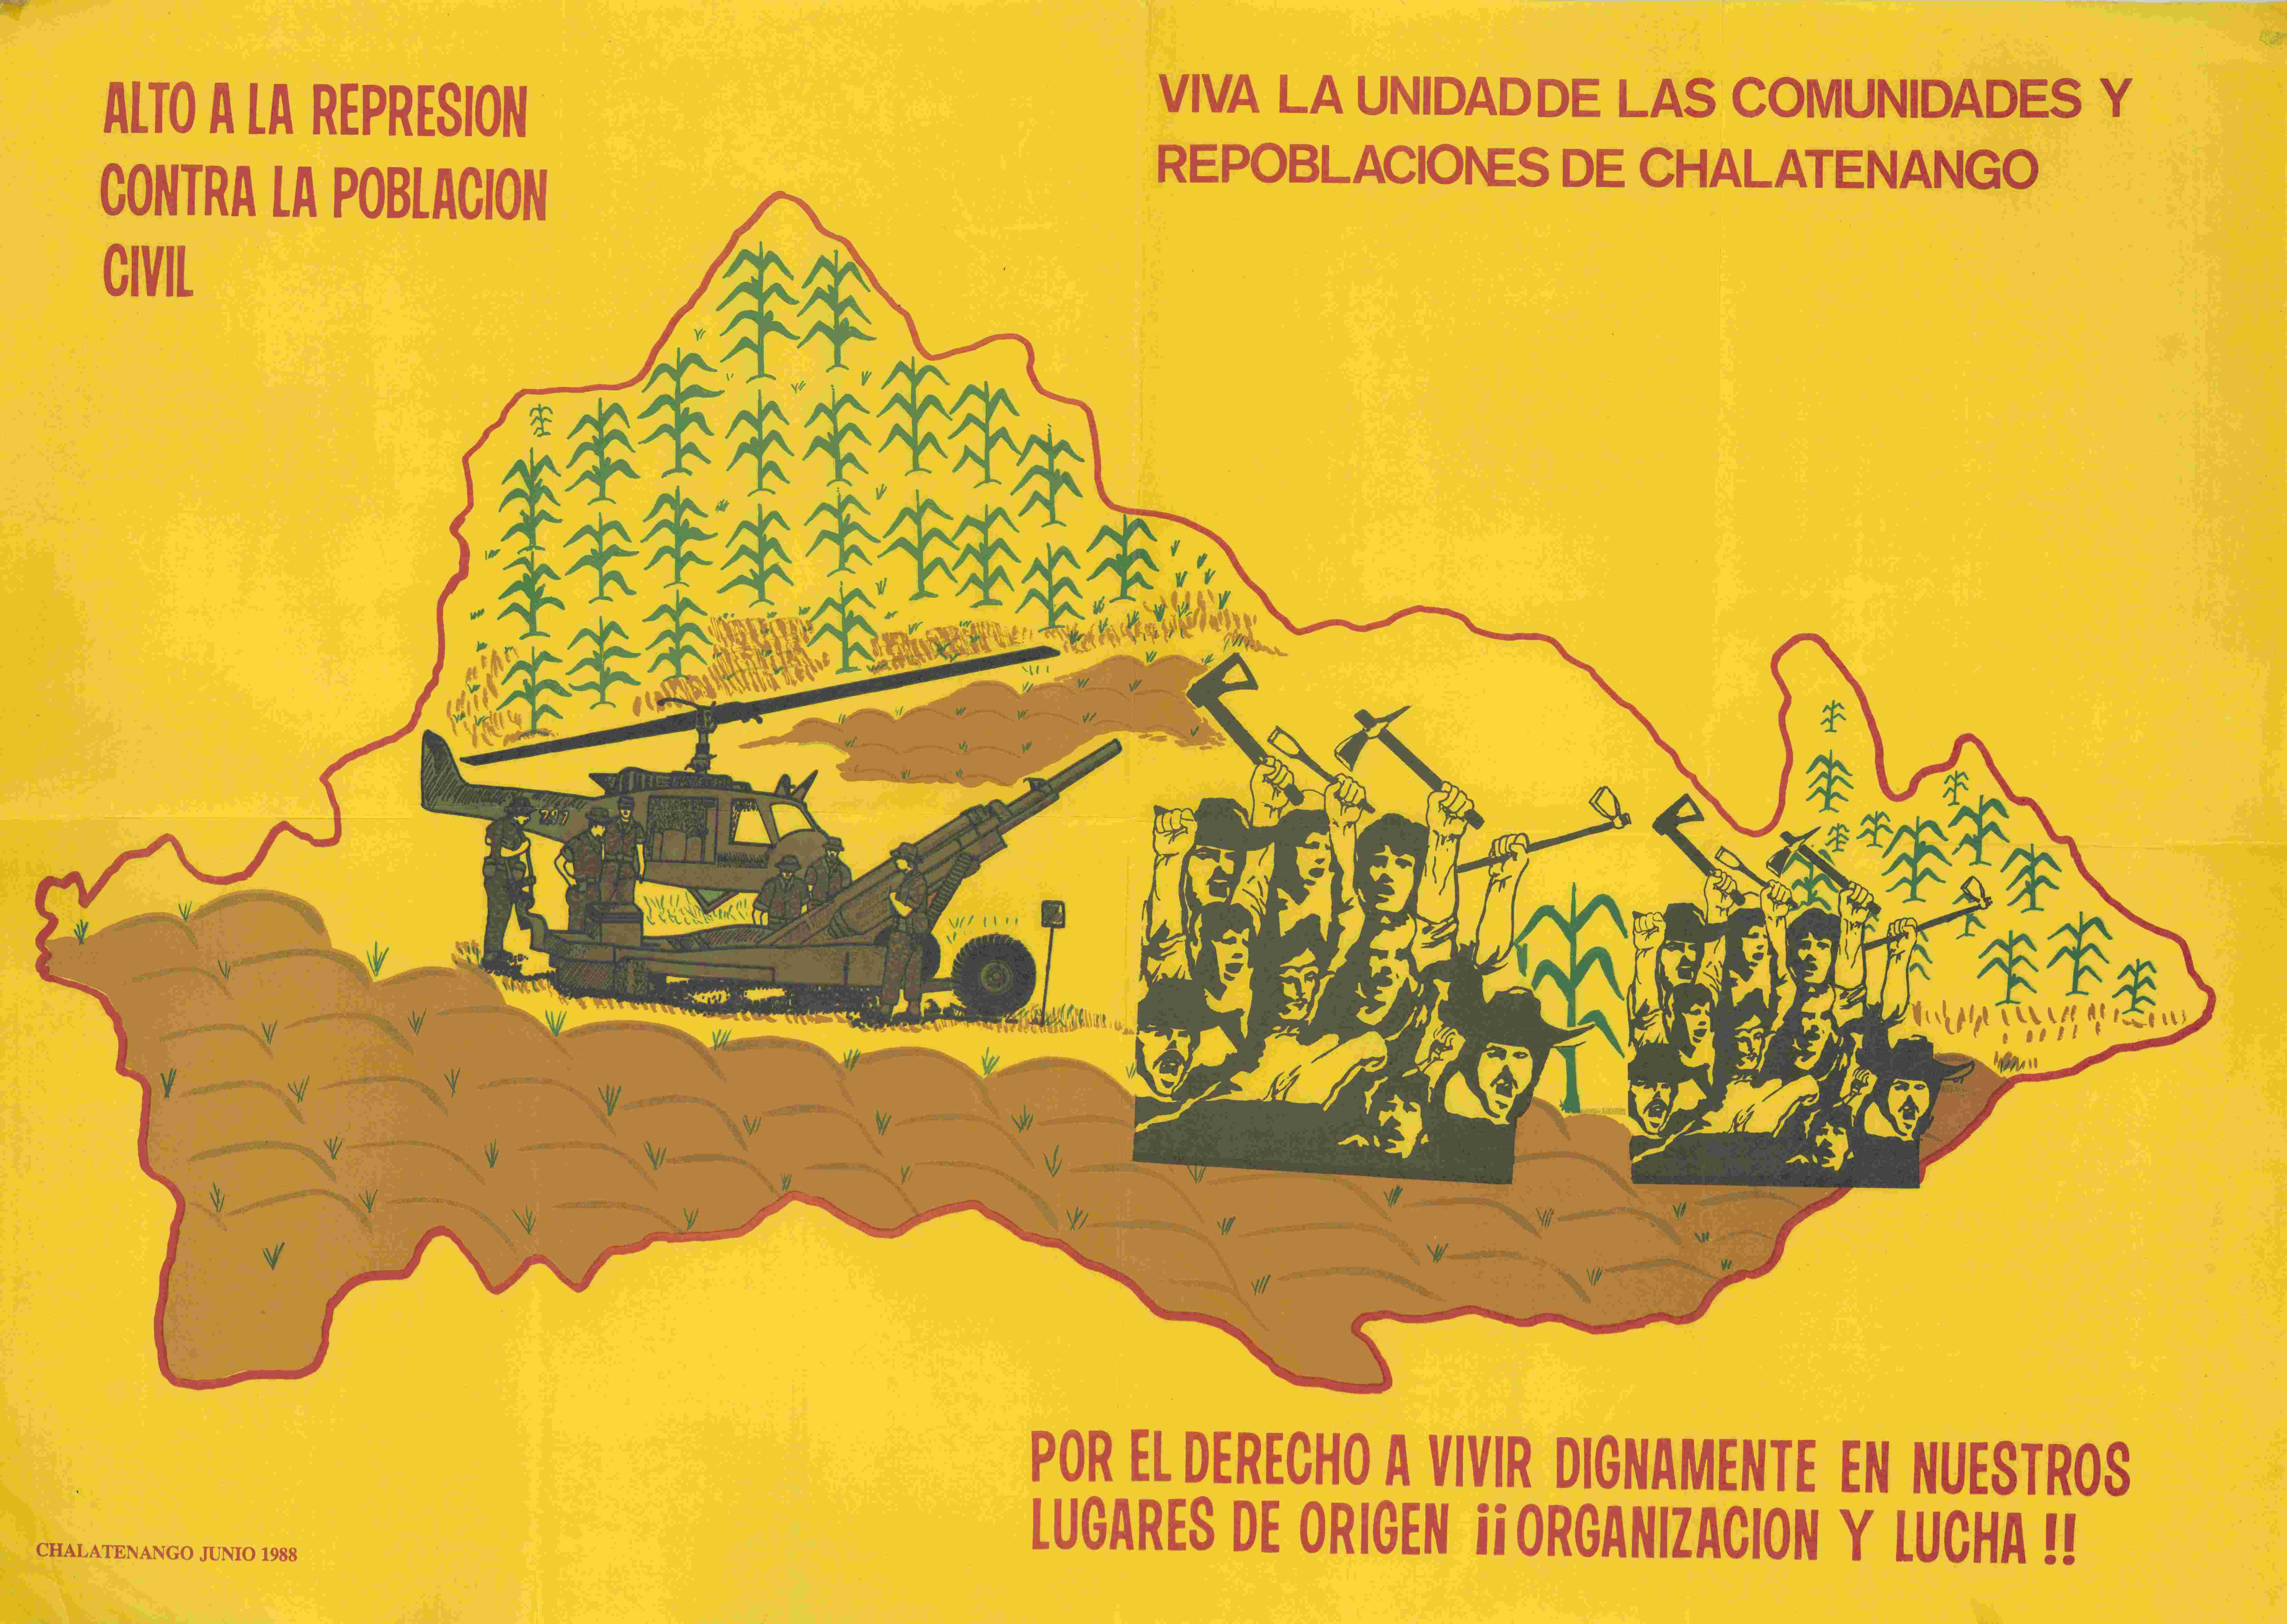 ALTO A LA REPRESION
CONTRA LA POBLACION
CIVIL
VIVA LA UNIDAD DE LAS COMUNIDADES Y
REPOBLACIONES DE CHALATENANGO
797
POR EL DERECHO A VIVIR DIGNAMENTE EN NUESTROS
LUGARES DE ORIGEN ¡¡ORGANIZACION Y LUCHA !!
CHALATENANGO JUNIO 1988